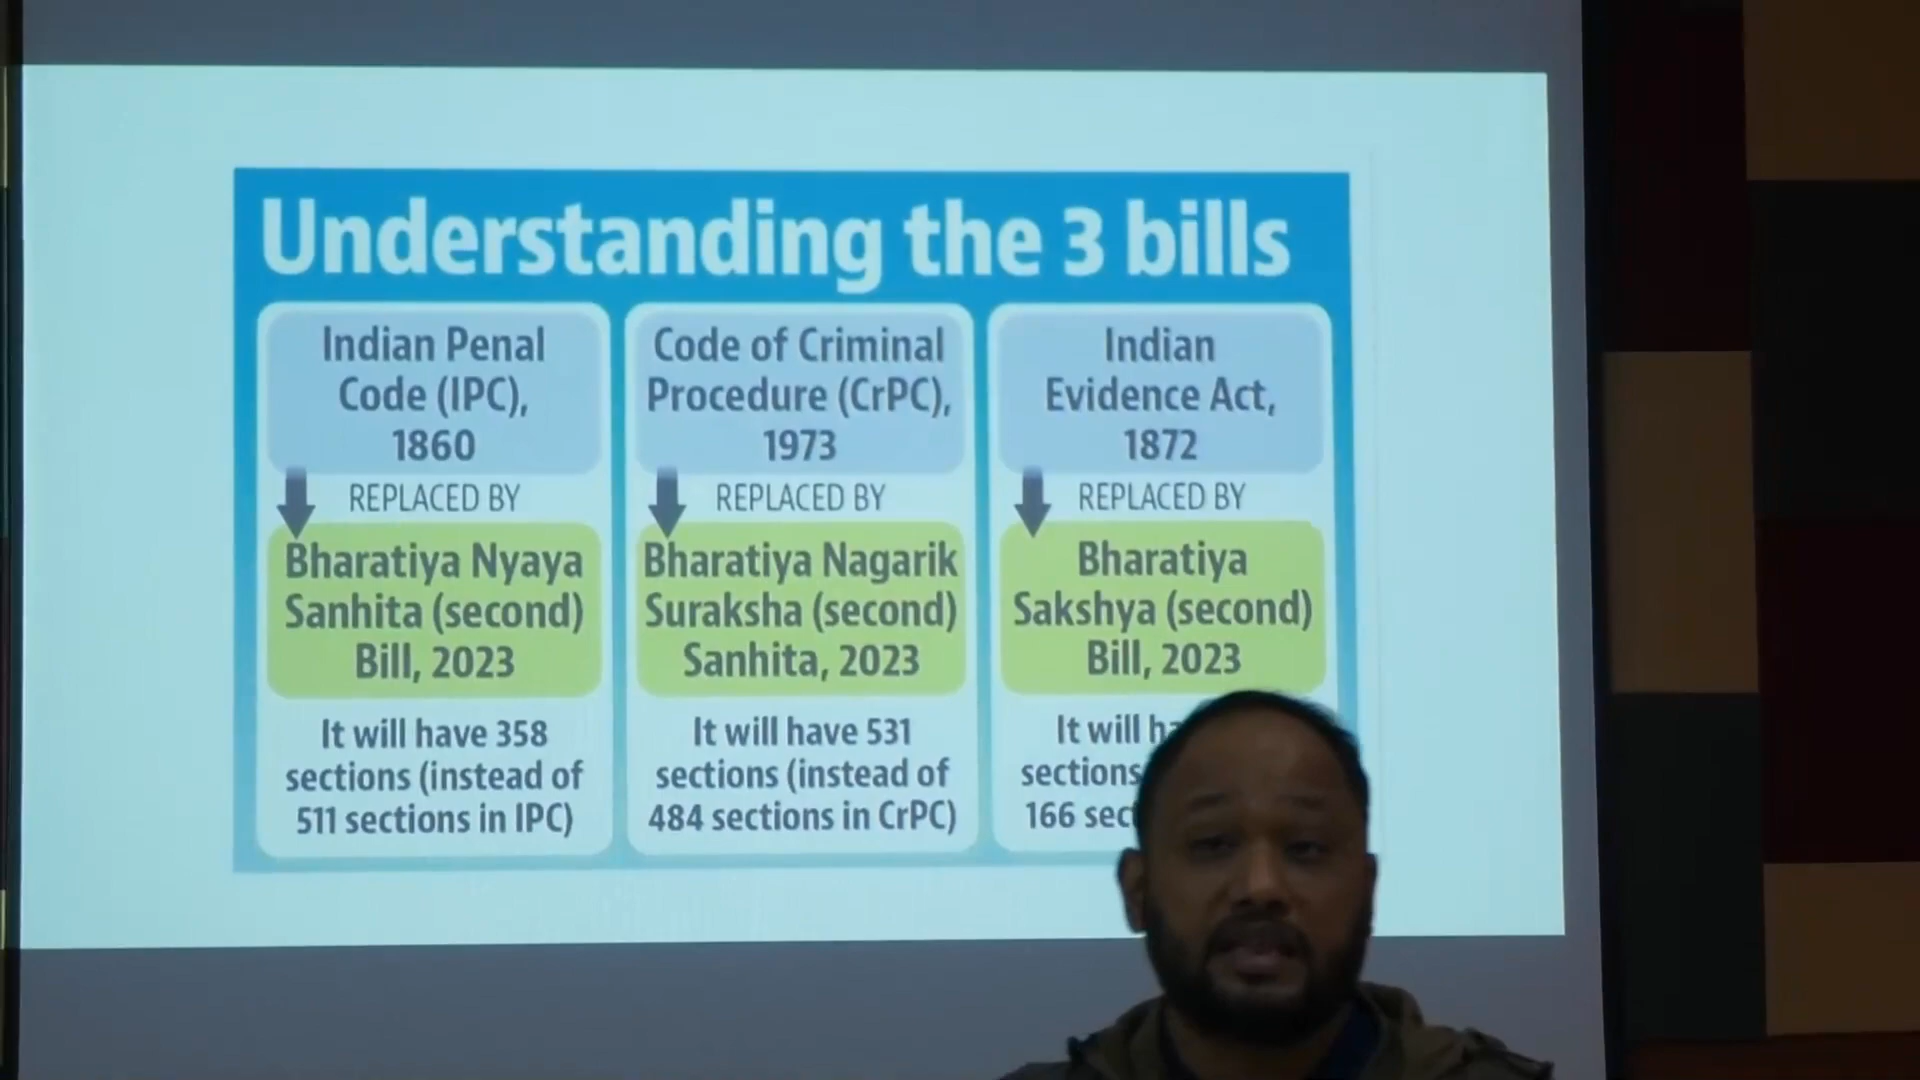 Understanding the 3 bills
Indian Penal
Code (IPC),
1860
REPLACED BY
Bharatiya Nyaya
Sanhita (second)
Bill, 2023
It will have 358
sections (instead of
511 sections in IPC)
Code of Criminal
Procedure (CrPC),
1973
REPLACED BY
Bharatiya Nagarik
Suraksha (second)
Sanhita, 2023
It will have 531
sections (instead of
484 sections in CrPC)
Indian
Evidence Act,
1872
REPLACED BY
Bharatiya
Sakshya (second)
Bill, 2023
It will
sections
166